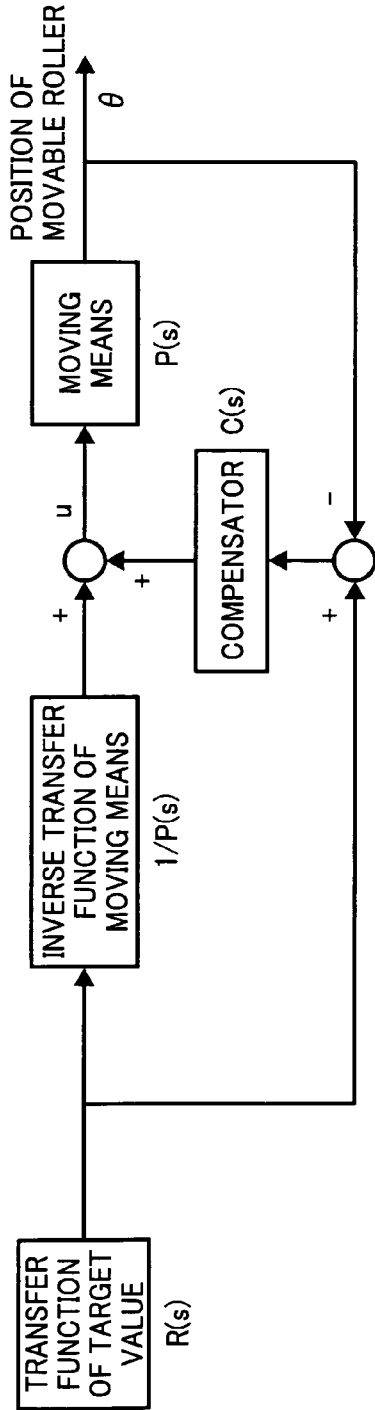 TRANSFER
FUNCTION
OF TARGET
VALUE
R(s)
INVERSE TRANSFER
FUNCTION OF
MOVING MEANS
1/P(s)
+
u
+
COMPENSATOR
C(s)
+
-
MOVING
MEANS
P(s)
POSITION OF
MOVABLE ROLLER
θ